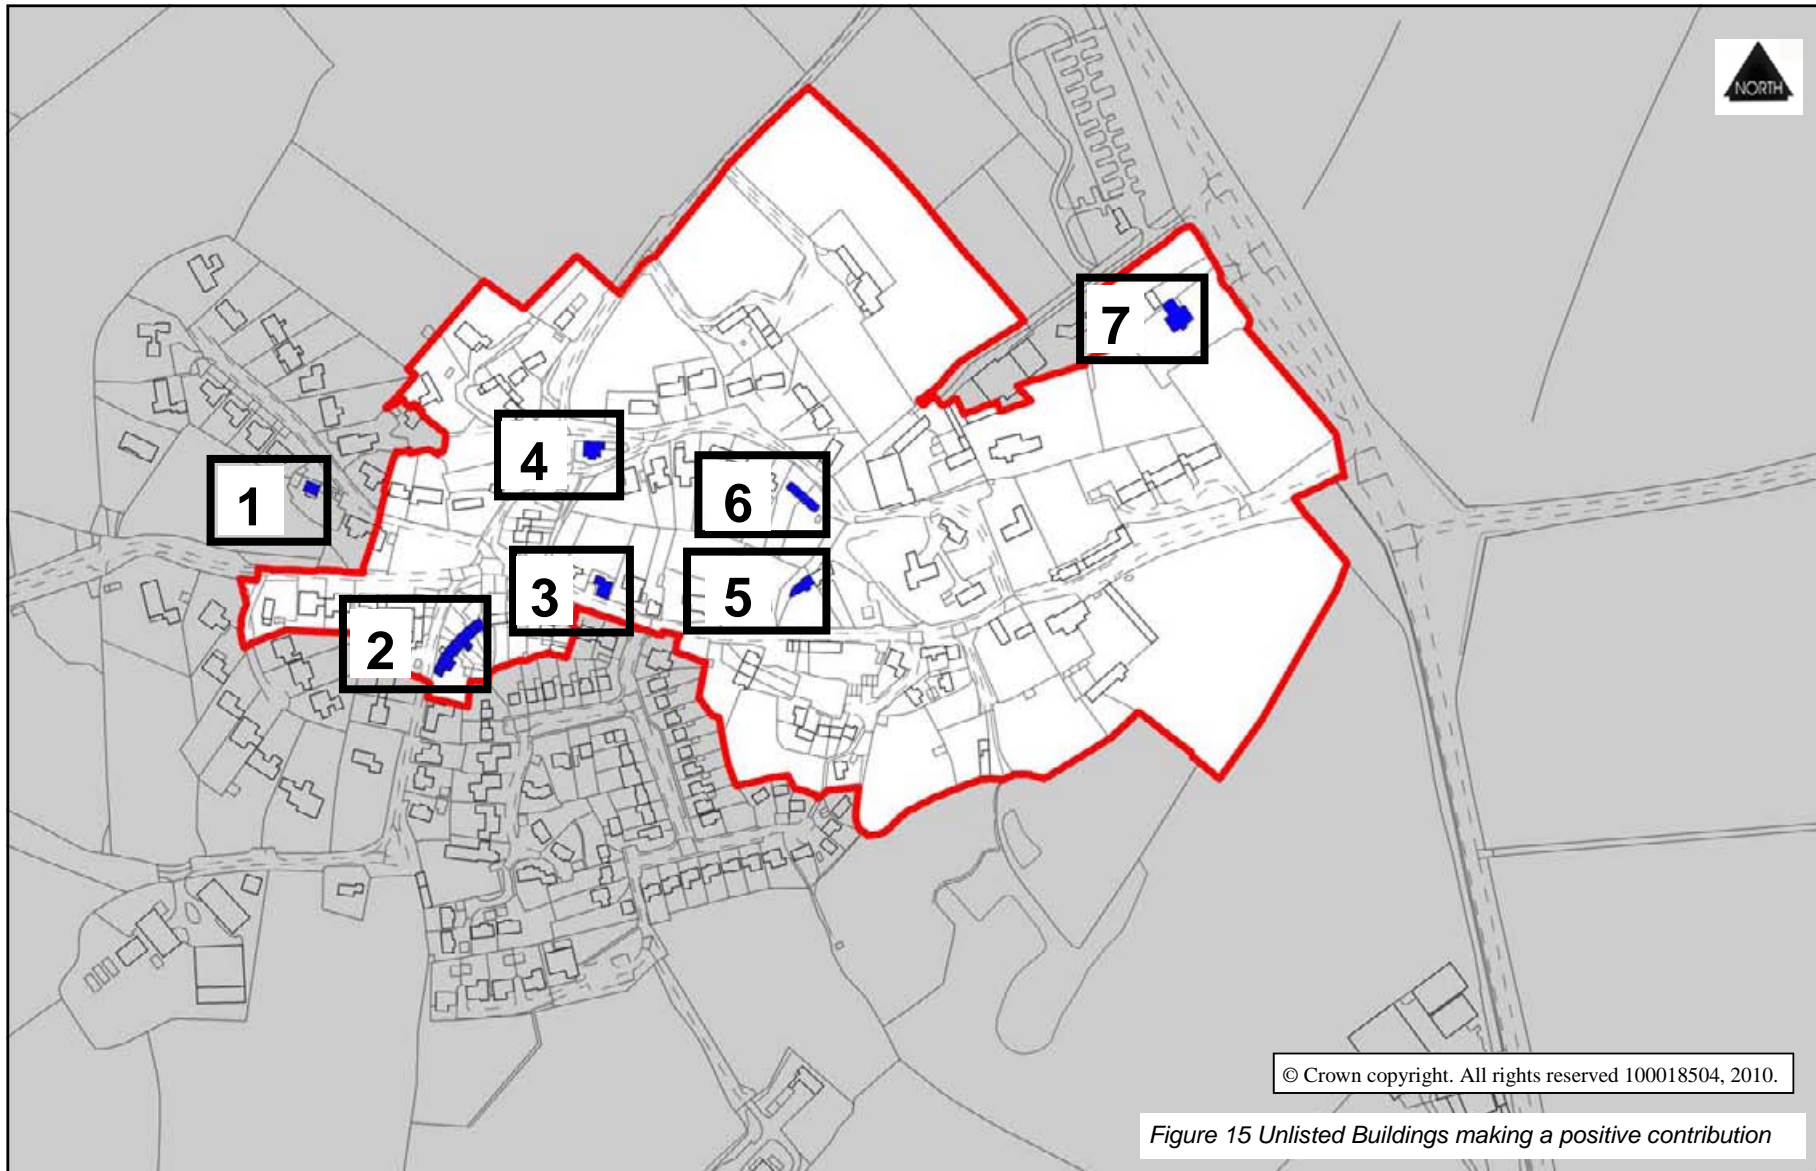 NORTH
7
4
1
6
3
5
2
© Crown copyright. All rights reserved 100018504, 2010.
Figure 15 Unlisted Buildings making a positive contribution